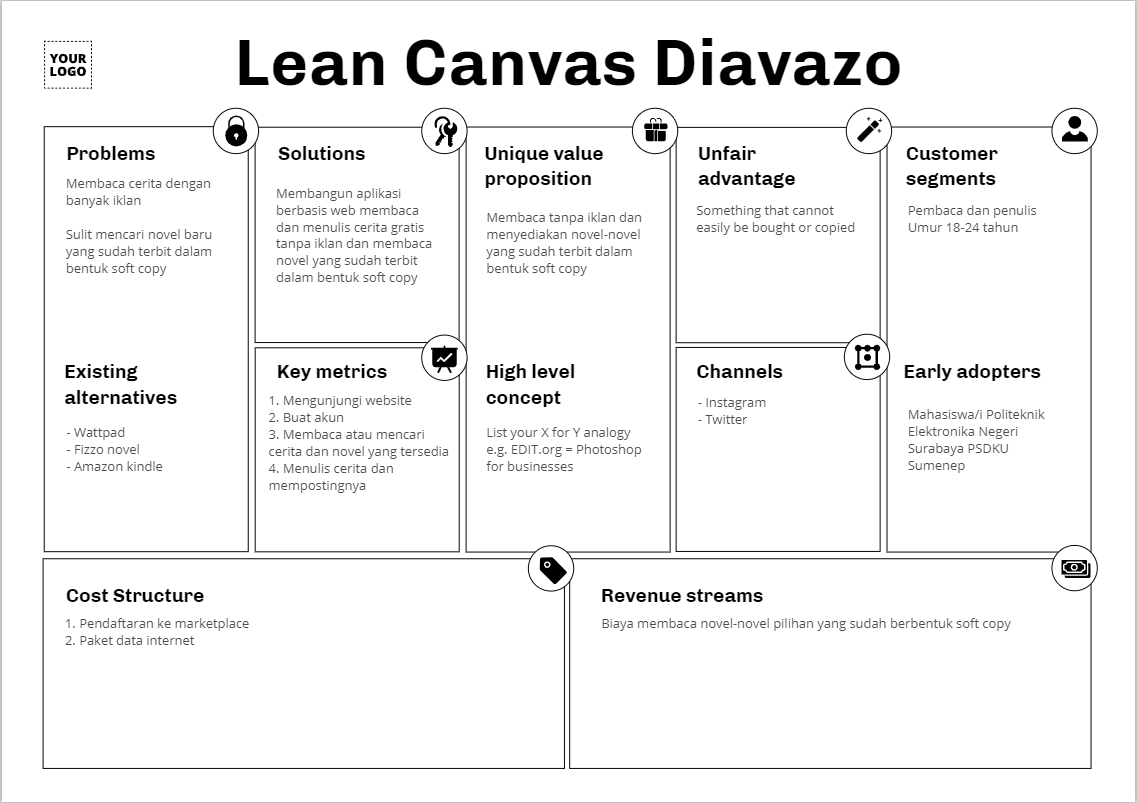 YOUR
LOGO
Lean Canvas Diavazo
Problems
Membaca cerita dengan
banyak iklan
Sulit mencari novel baru
yang sudah terbit dalam
bentuk soft copy
Existing
alternatives
- Wattpad
- Fizzo novel
- Amazon kindle
Solutions
Membangun aplikasi
berbasis web membaca
dan menulis cerita gratis
tanpa iklan dan membaca
novel yang sudah terbit
dalam bentuk soft copy
Key metrics
1. Mengunjungi website
2. Buat akun
3. Membaca atau mencari
cerita dan novel yang tersedia
4. Menulis cerita dan
mempostingnya
Unique value
proposition
Membaca tanpa iklan dan
menyediakan novel-novel
yang sudah terbit dalam
bentuk soft copy
High level
concept
List your X for Y analogy
e.g. EDIT.org = Photoshop
for businesses
Unfair
advantage
Something that cannot
easily be bought or copied
Channels
- Instagram
- Twitter
Customer
segments
Pembaca dan penulis
Umur 18-24 tahun
Early adopters
Mahasiswa/i Politeknik
Elektronika Negeri
Surabaya PSDKU
Sumenep
Cost Structure
1. Pendaftaran ke marketplace
2. Paket data internet
Revenue streams
Biaya membaca novel-novel pilihan yang sudah berbentuk soft copy